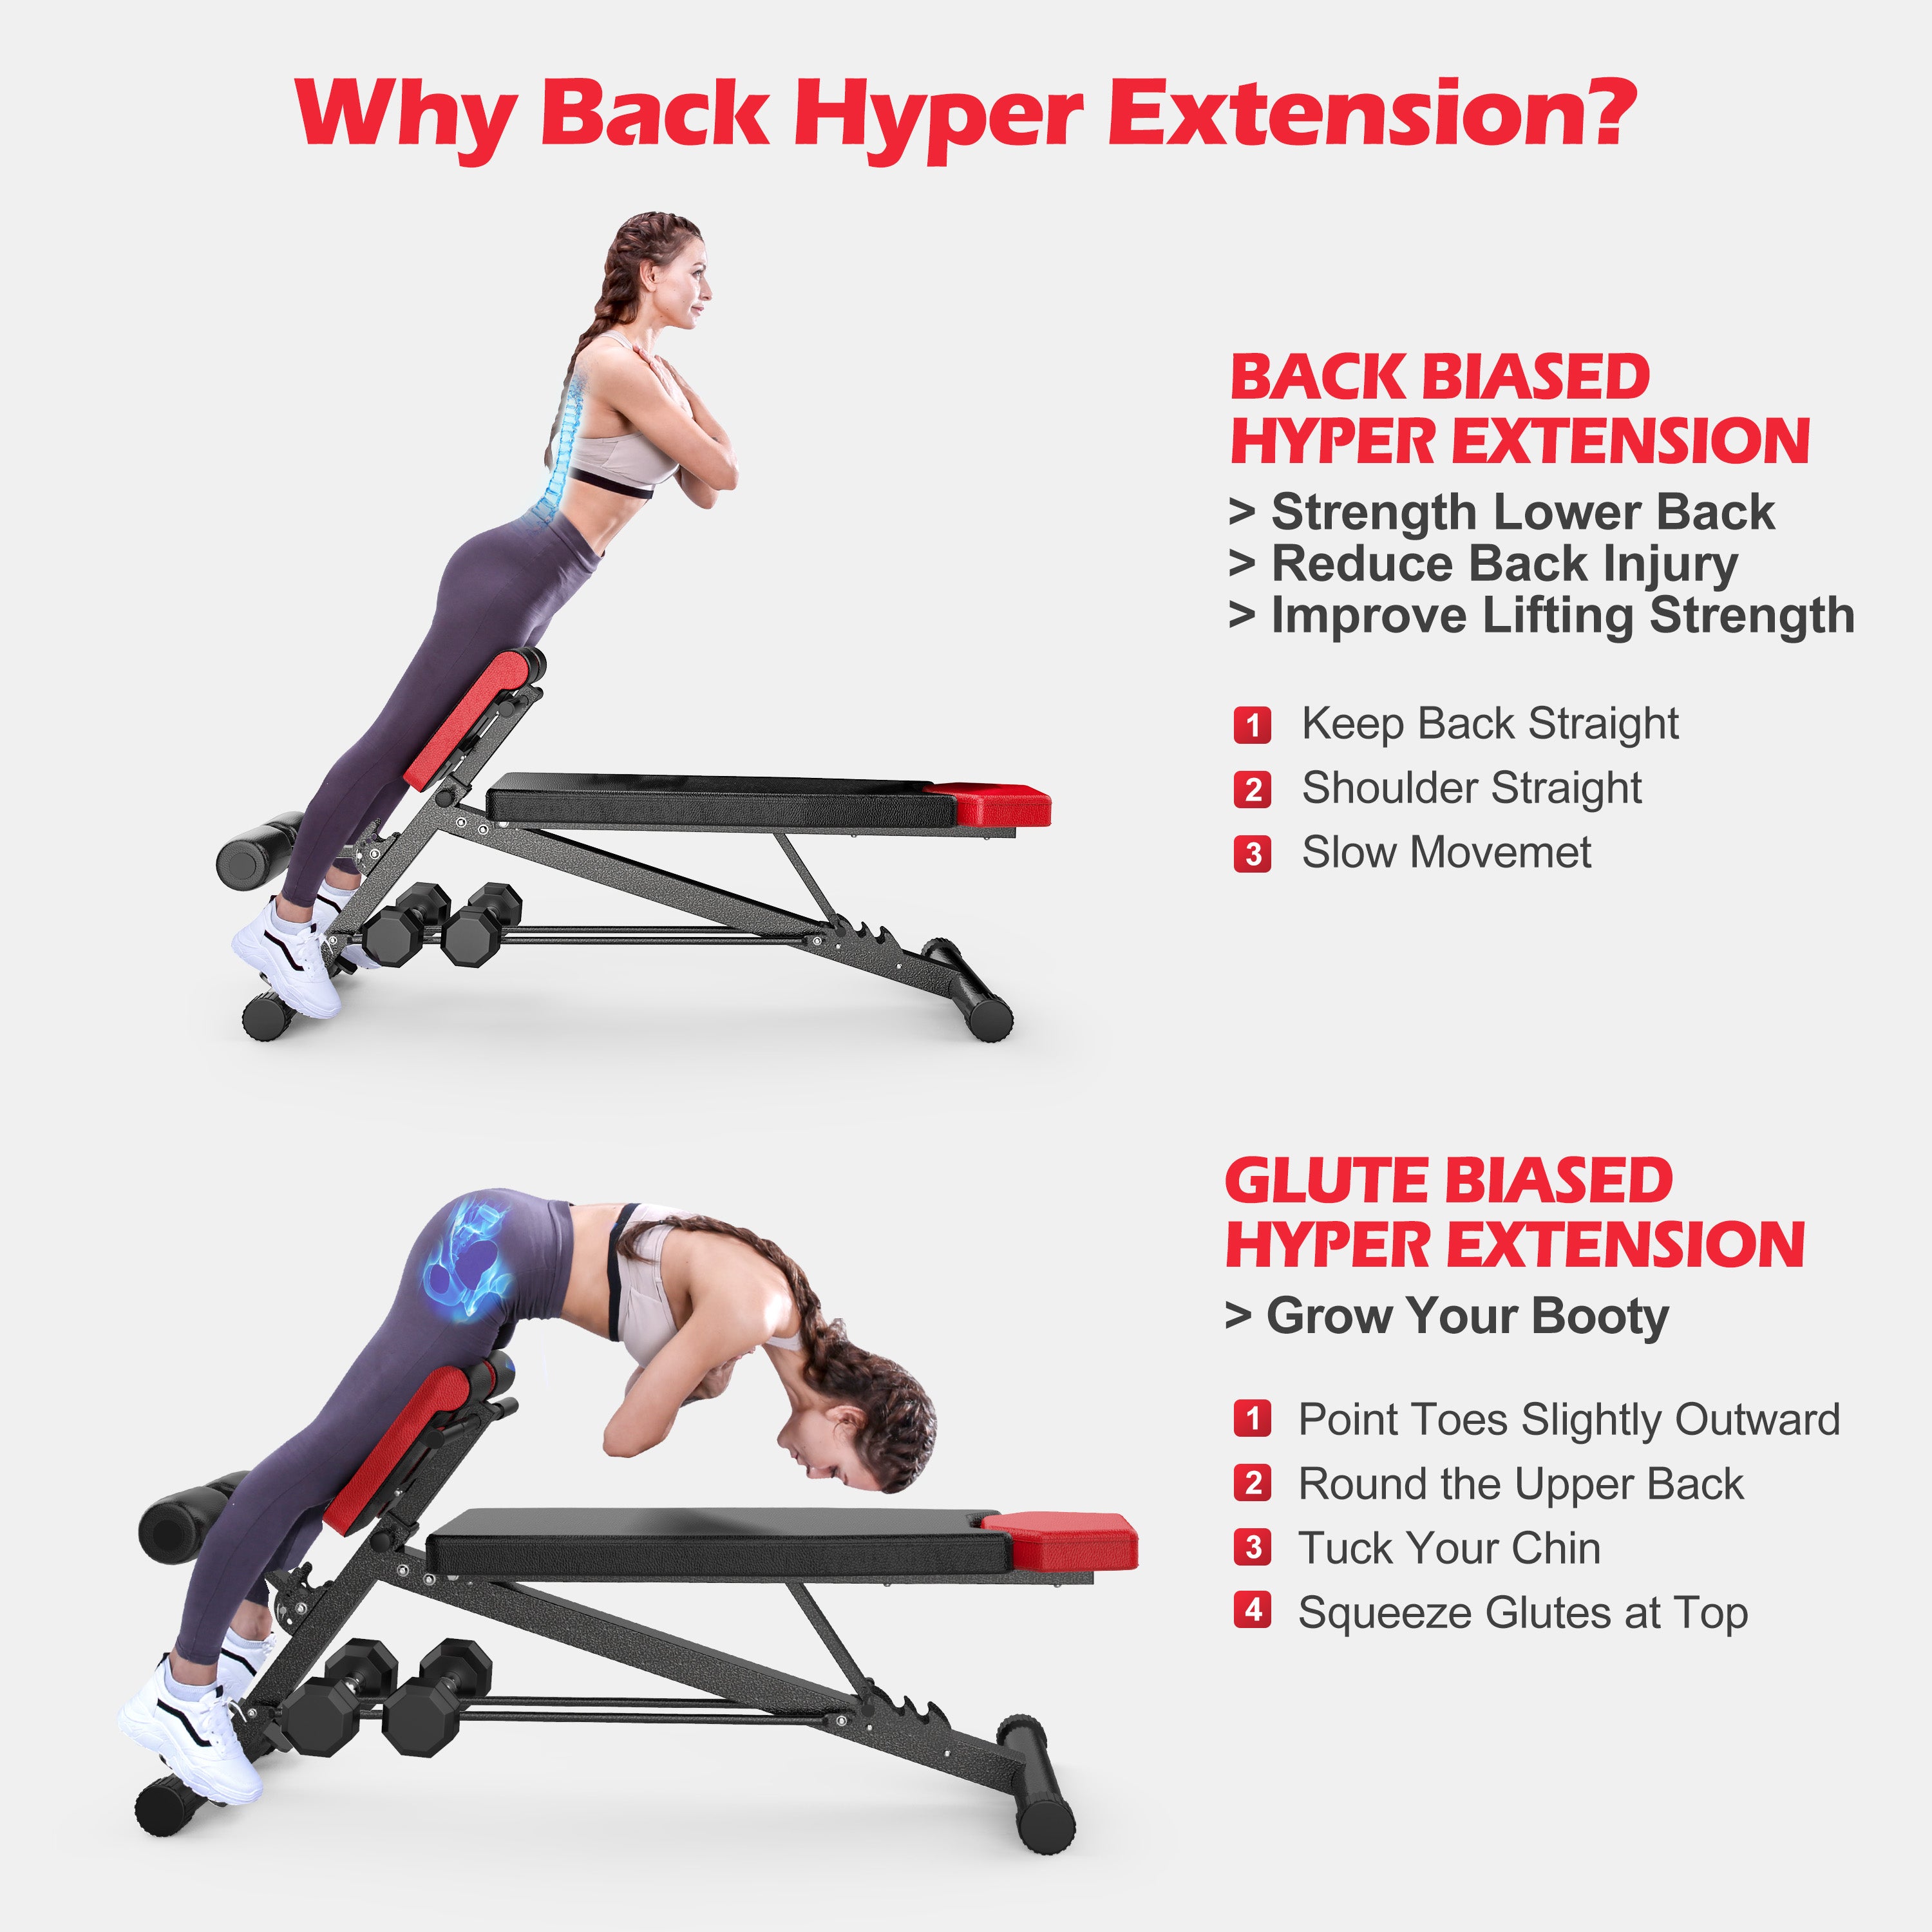 Why Back Hyper Extension?
BACK BIASED
HYPER EXTENSION
> Strength Lower Back
> Reduce Back Injury
> Improve Lifting Strength
1 Keep Back Straight
2 Shoulder Straight
3 Slow Movemet
GLUTE BIASED
HYPER EXTENSION
> Grow Your Booty
1 Point Toes Slightly Outward
2 Round the Upper Back
3 Tuck Your Chin
4 Squeeze Glutes at Top